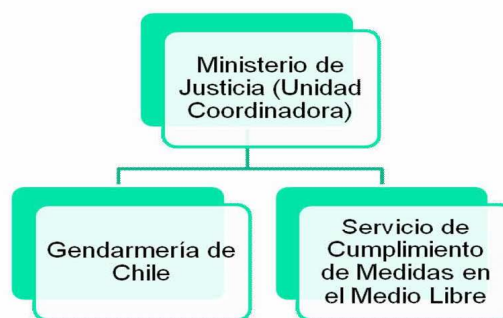 Ministerio de
Justicia (Unidad
Coordinadora)
Gendarmería de
Chile
Servicio de
Cumplimiento
de Medidas en
el Medio Libre